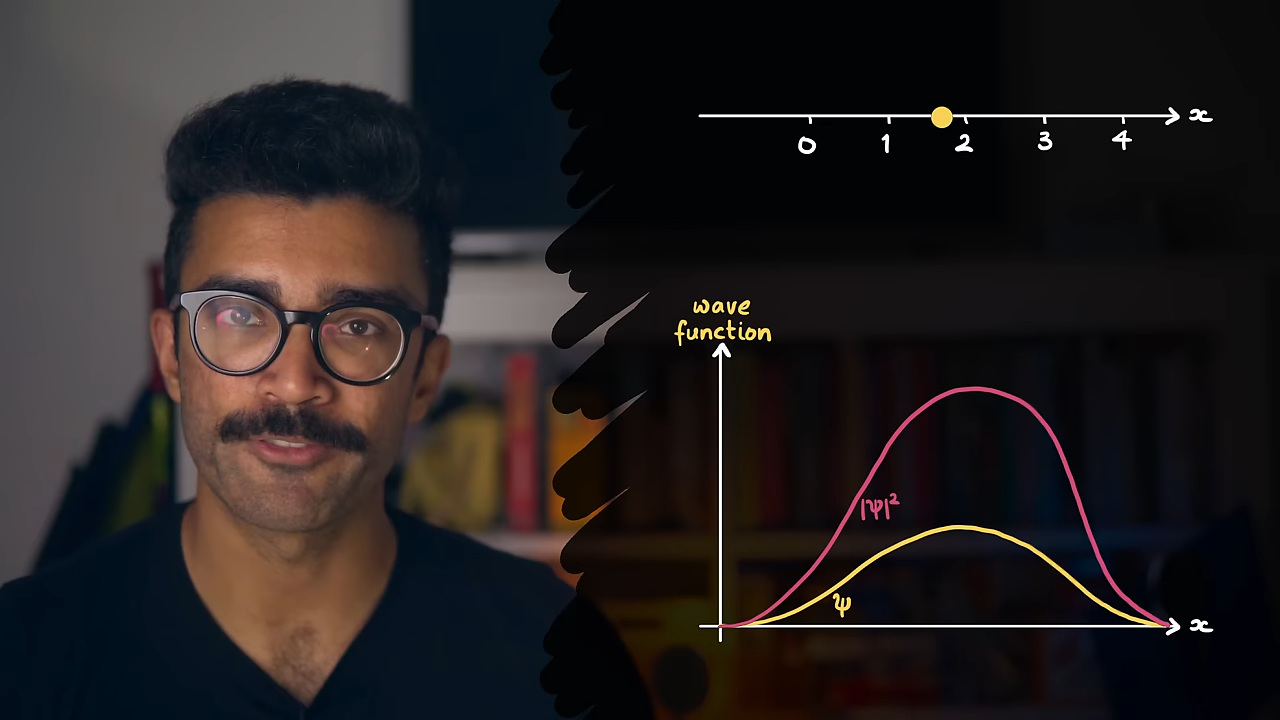 x
0 1 2 3 4
wave
function
|ψ|²
ψ
x